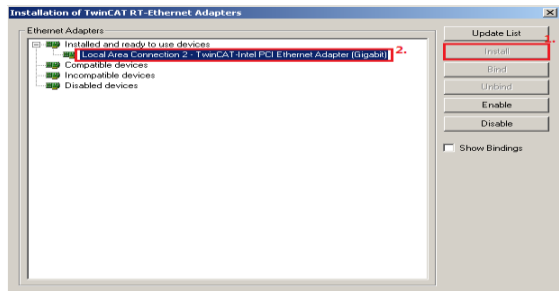 Installation of TwinCAT RT-Ethernet Adapters
Ethernet Adapters
Installed and ready to use devices
Local Area Connection 2 - TwinCAT-Intel PCI Ethernet Adapter (Gigabit)
2.
Compatible devices
Incompatible devices
Disabled devices
Update List
1.
Install
Bind
Unbind
Enable
Disable
Show Bindings